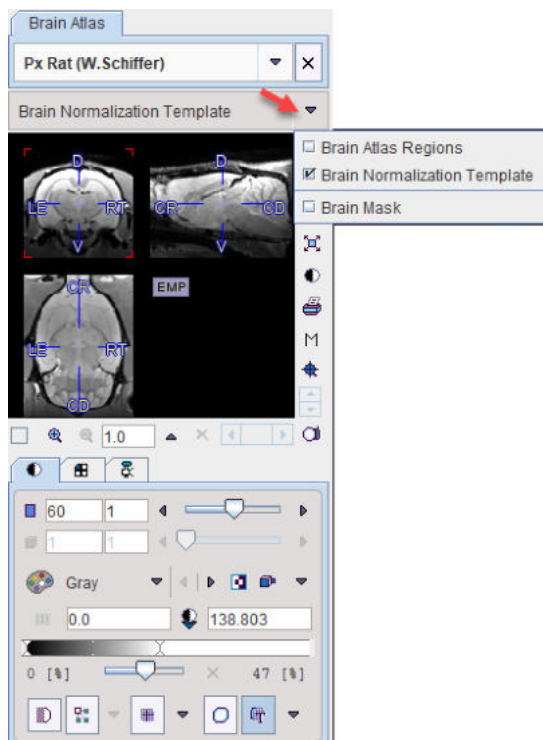 Brain Atlas
Px Rat (W.Schiffer)
Brain Normalization Template
Brain Atlas Regions
Brain Normalization Template
Brain Mask
D
LE RT
V
D
CR CD
CR
LE RT
CD
EMP
M
1.0
60 1
1 1
Gray
0.0 138.803
0 [%] 47 [%]